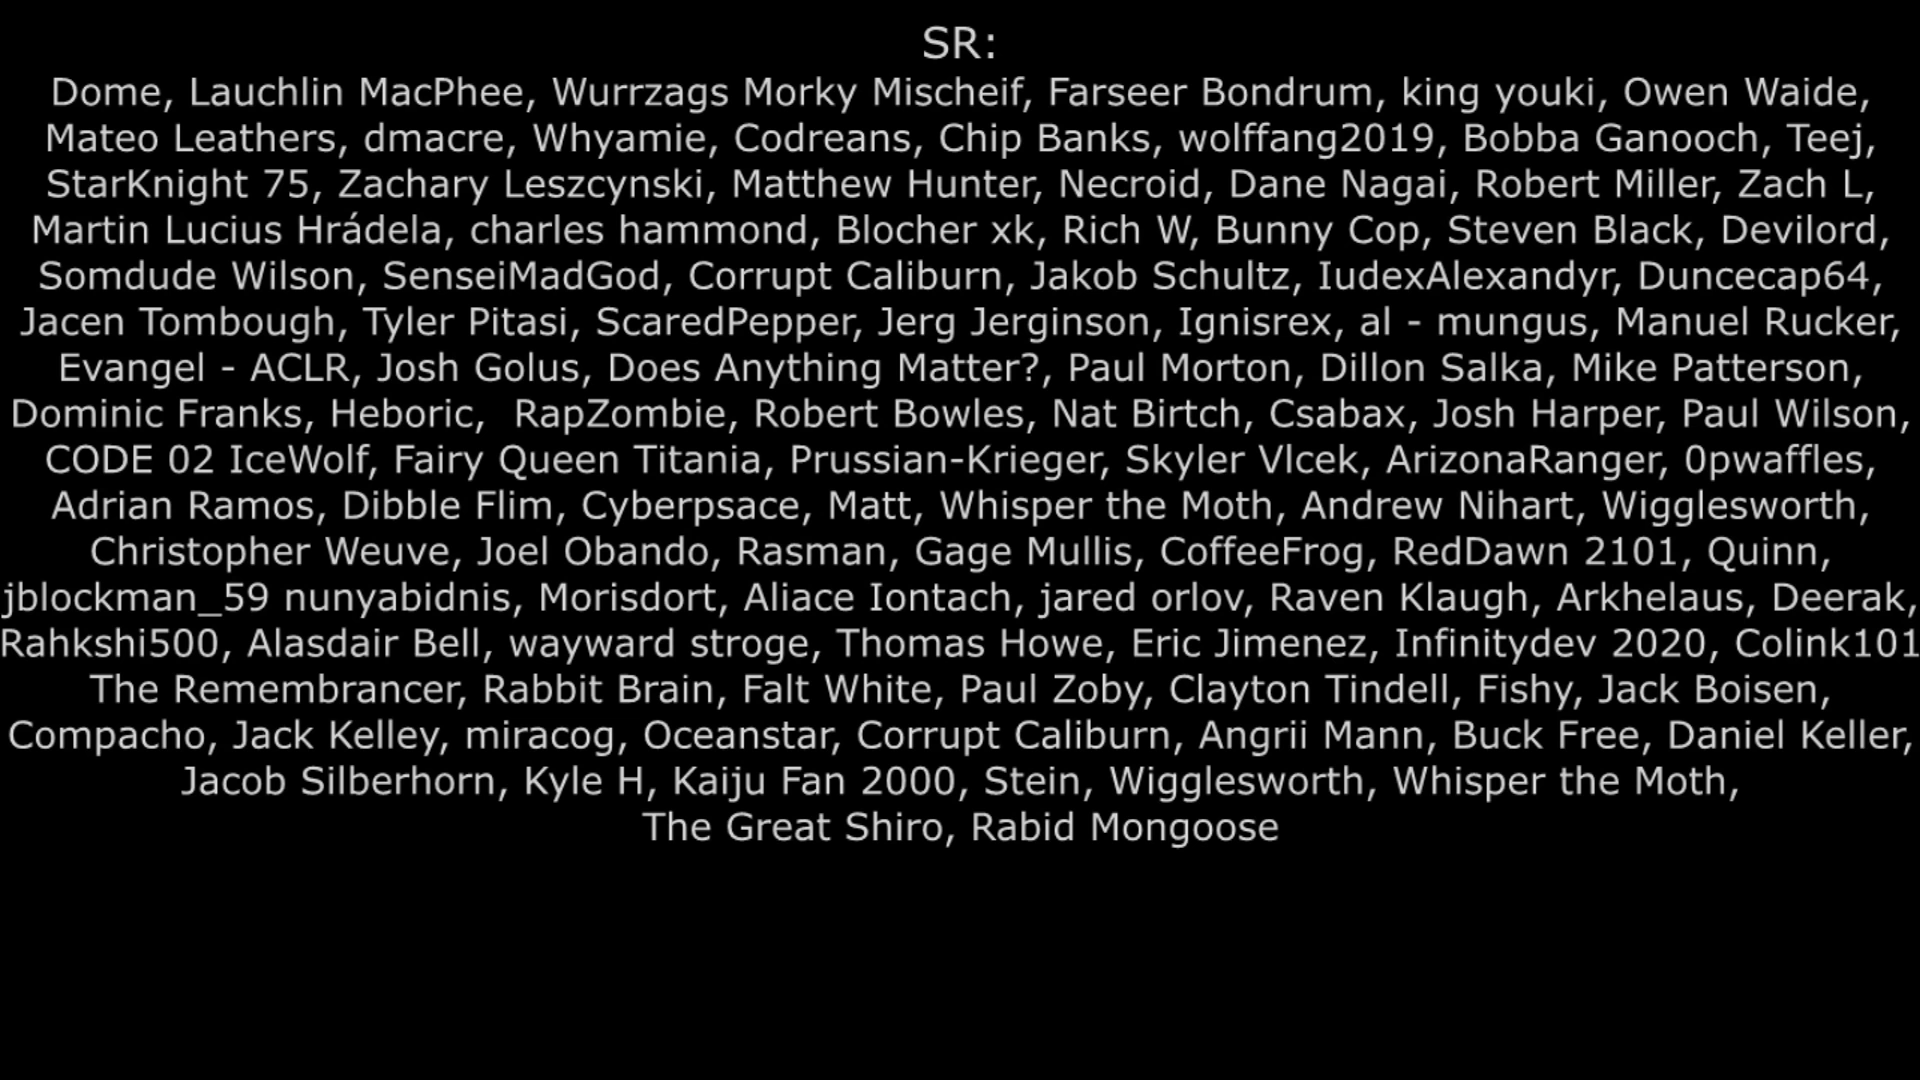 SR:
Dome, Lauchlin MacPhee, Wurrzags Morky Mischeif, Farseer Bondrum, king youki, Owen Waide,
Mateo Leathers, dmacre, Whyamie, Codreans, Chip Banks, wolffang2019, Bobba Ganooch, Teej,
StarKnight 75, Zachary Leszcynski, Matthew Hunter, Necroid, Dane Nagai, Robert Miller, Zach L,
Martin Lucius Hrádela, charles hammond, Blocher xk, Rich W, Bunny Cop, Steven Black, Devilord,
Somdude Wilson, SenseiMadGod, Corrupt Caliburn, Jakob Schultz, IudexAlexandyr, Duncecap64,
Jacen Tombough, Tyler Pitasi, ScaredPepper, Jerg Jerginson, Ignisrex, al - mungus, Manuel Rucker,
Evangel - ACLR, Josh Golus, Does Anything Matter?, Paul Morton, Dillon Salka, Mike Patterson,
Dominic Franks, Heboric,  RapZombie, Robert Bowles, Nat Birtch, Csabax, Josh Harper, Paul Wilson,
CODE 02 IceWolf, Fairy Queen Titania, Prussian-Krieger, Skyler Vlcek, ArizonaRanger, 0pwaffles,
Adrian Ramos, Dibble Flim, Cyberpsace, Matt, Whisper the Moth, Andrew Nihart, Wigglesworth,
Christopher Weuve, Joel Obando, Rasman, Gage Mullis, CoffeeFrog, RedDawn 2101, Quinn,
jblockman_59 nunyabidnis, Morisdort, Aliace Iontach, jared orlov, Raven Klaugh, Arkhelaus, Deerak,
Rahkshi500, Alasdair Bell, wayward stroge, Thomas Howe, Eric Jimenez, Infinitydev 2020, Colink101
The Remembrancer, Rabbit Brain, Falt White, Paul Zoby, Clayton Tindell, Fishy, Jack Boisen,
Compacho, Jack Kelley, miracog, Oceanstar, Corrupt Caliburn, Angrii Mann, Buck Free, Daniel Keller,
Jacob Silberhorn, Kyle H, Kaiju Fan 2000, Stein, Wigglesworth, Whisper the Moth,
The Great Shiro, Rabid Mongoose